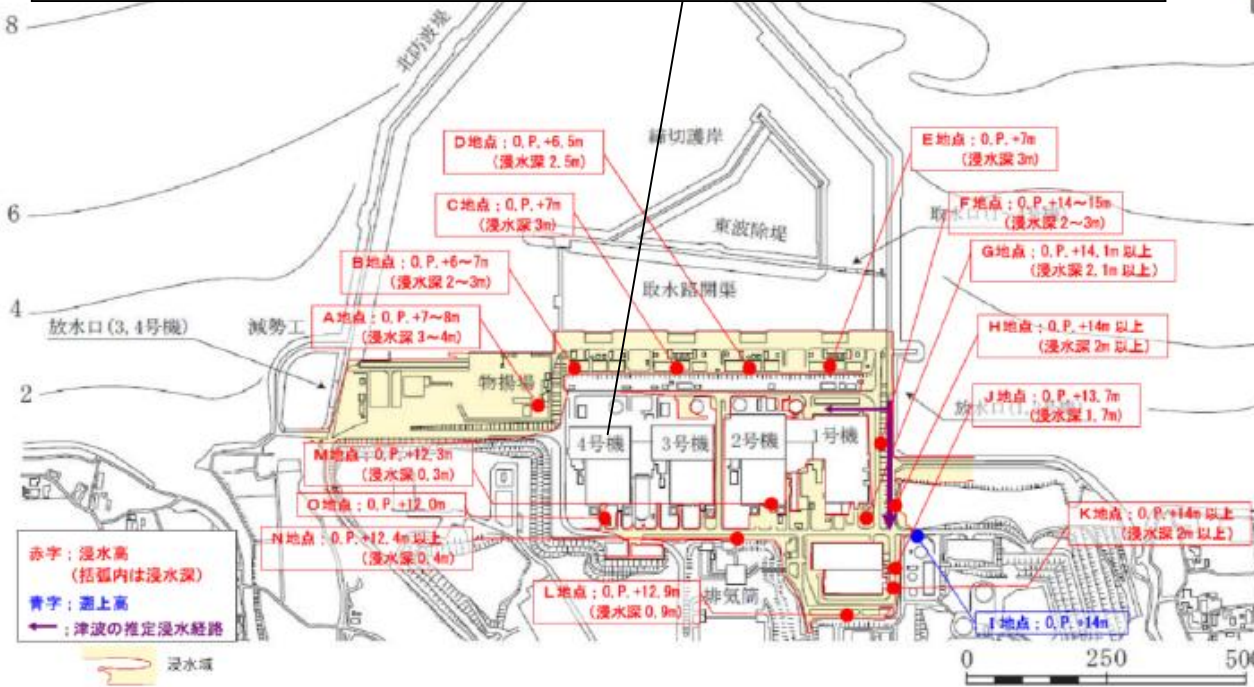 8
北防波堤
D地点：O.P.+6.5m
(浸水深 2.5m)
締切護岸
E地点：O.P.+7m
(浸水深 3m)
6
C地点：O.P.+7m
(浸水深 3m)
東波除堤
取水口(1
F地点：O.P.+14～15m
(浸水深 2～3m)
B地点：O.P.+6～7m
(浸水深 2～3m)
G地点：O.P.+14.1m 以上
(浸水深 2.1m 以上)
取水路開渠
4
放水口(3,4号機)
減勢工
A地点：O.P.+7～8m
(浸水深 3～4m)
H地点：O.P.+14m 以上
(浸水深 2m 以上)
2
物揚場
J地点：O.P.+13.7m
(浸水深 1.7m)
放水口(1
4号機
3号機
2号機
1号機
M地点：O.P.+12.3m
(浸水深 0.3m)
O地点：O.P.+12.0m
K地点：O.P.+14m 以上
(浸水深 2m 以上)
N地点：O.P.+12.4m 以上
(浸水深 0.4m)
赤字：浸水高
(括弧内は浸水深)
青字：遡上高
：津波の推定浸水経路
L地点：O.P.+12.9m
(浸水深 0.9m)
排気筒
I地点：O.P.+14m
浸水域
0 250 500